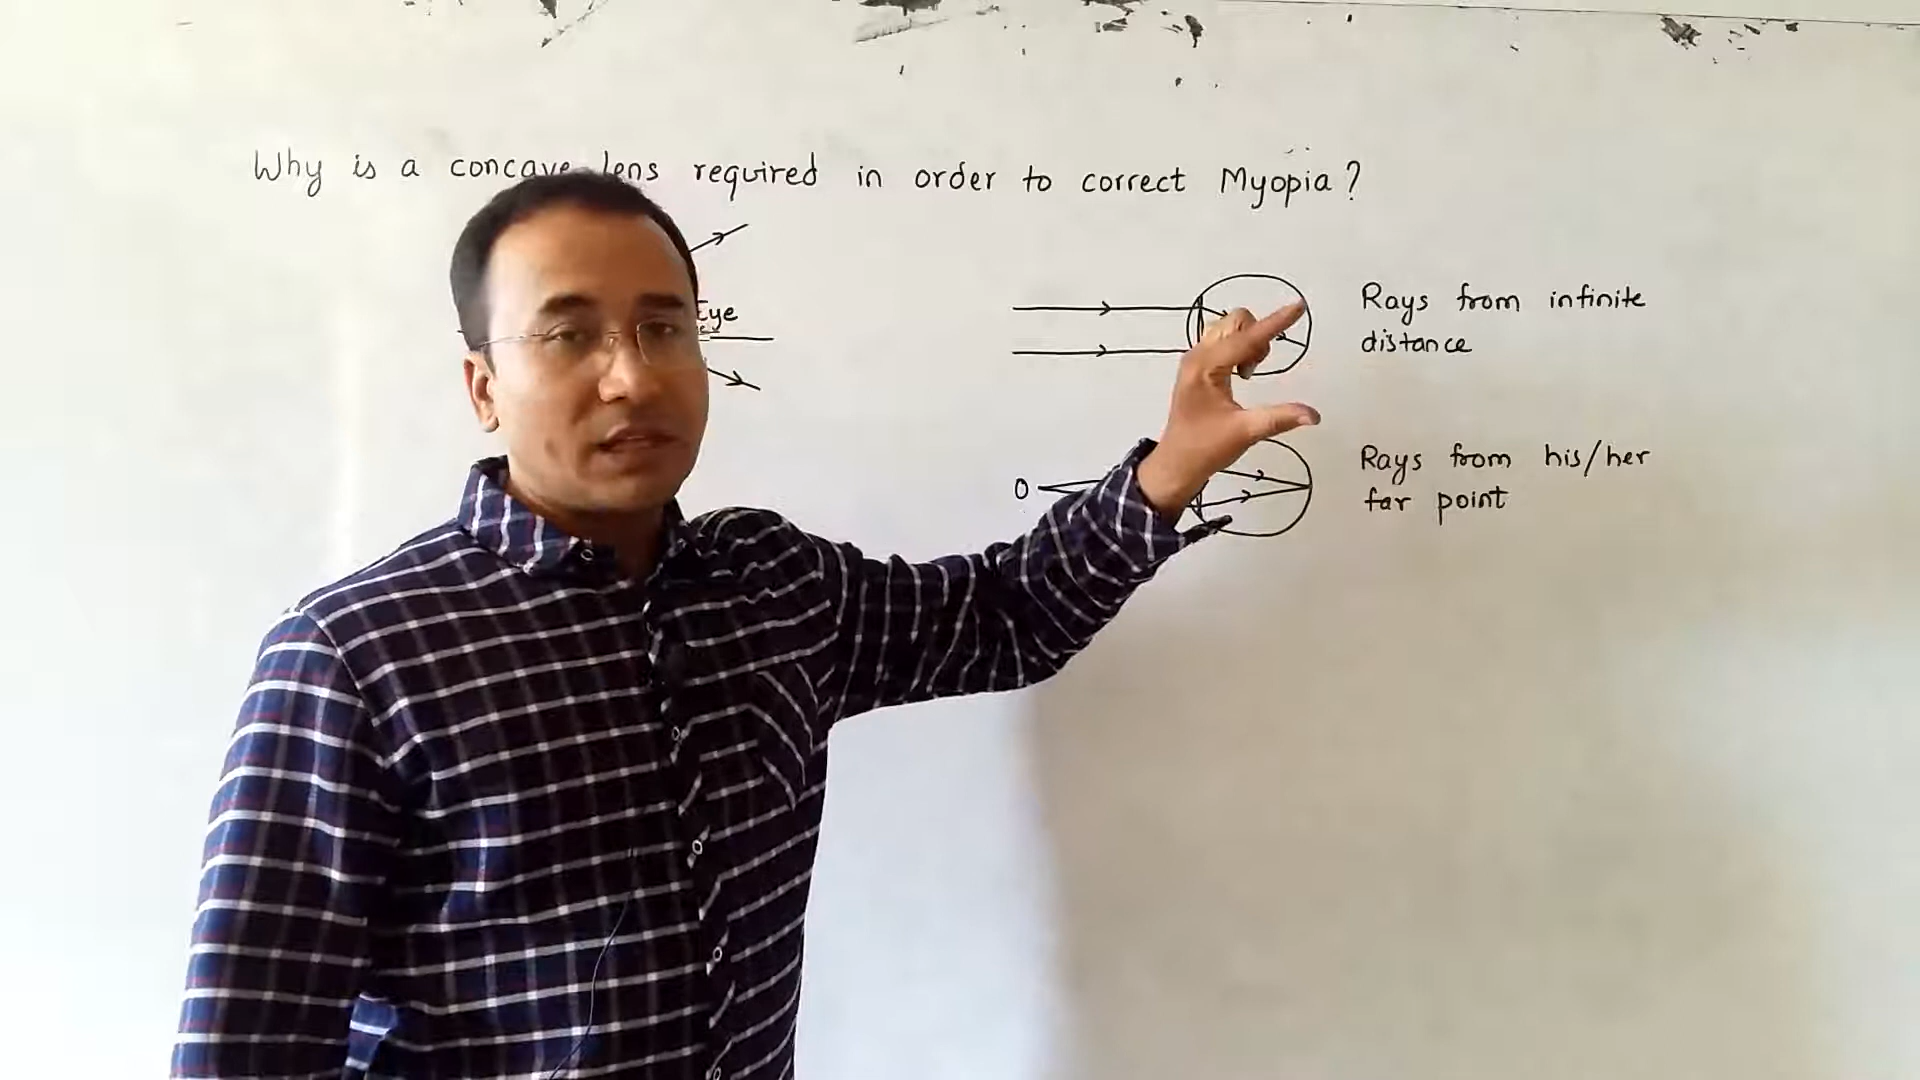 Why is a concave lens required in order to correct Myopia?
Eye
Rays from infinite
distance
O
Rays from his/her
far point